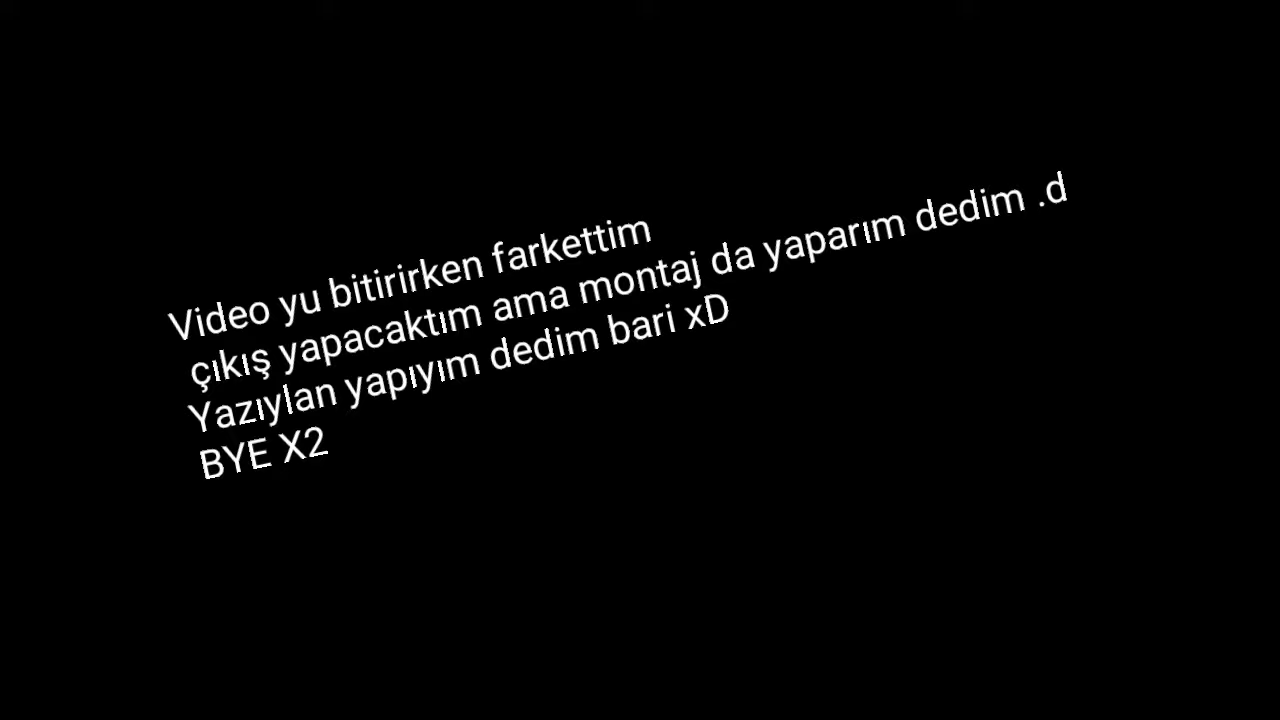 Video yu bitirirken farkettim
çıkış yapacaktım ama montaj da yaparım dedim .d
Yazıylan yapıyım dedim bari xD
BYE X2